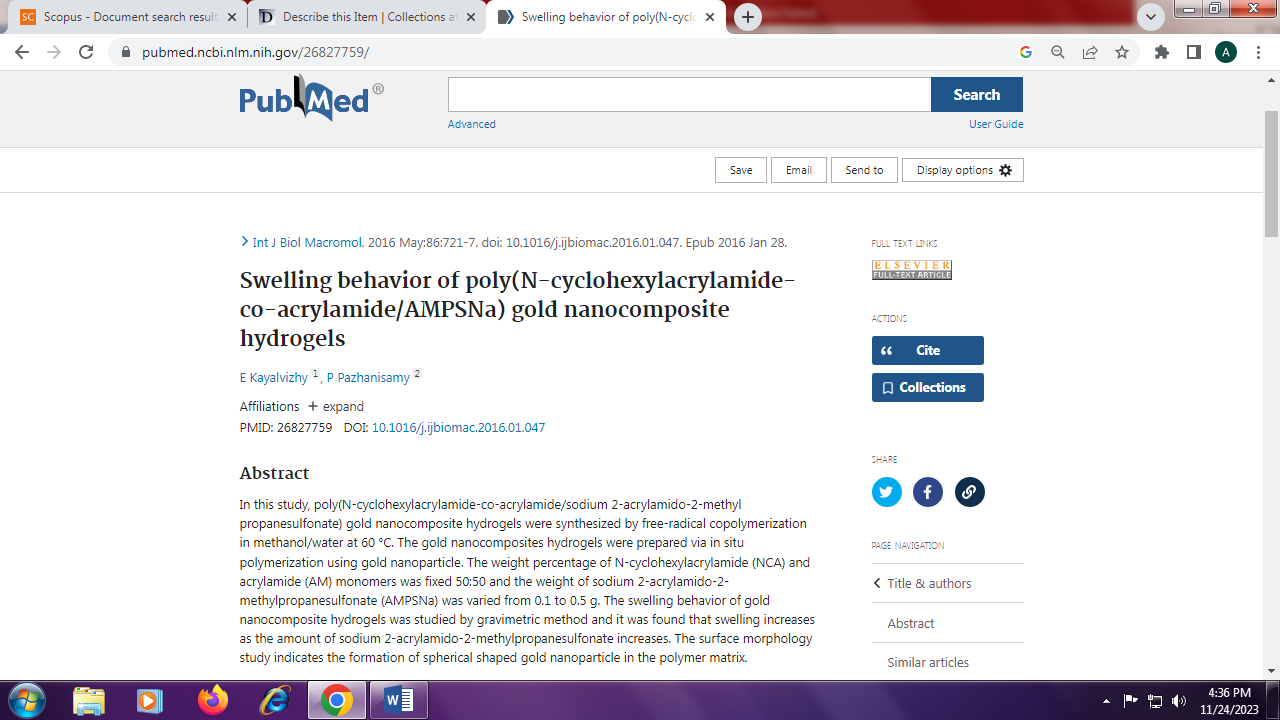 Scopus - Document search result
Describe this Item | Collections a
Swelling behavior of poly(N-cycl
pubmed.ncbi.nlm.nih.gov/26827759/
A
PubMed®
Search
Advanced
User Guide
Save
Email
Send to
Display options
Int J Biol Macromol. 2016 May:86:721-7. doi: 10.1016/j.ijbiomac.2016.01.047. Epub 2016 Jan 28.
Swelling behavior of poly(N-cyclohexylacrylamide-
co-acrylamide/AMPSNa) gold nanocomposite
hydrogels
E Kayalvizhy 1, P Pazhanisamy 2
Affiliations + expand
PMID: 26827759 DOI: 10.1016/j.ijbiomac.2016.01.047
Abstract
In this study, poly(N-cyclohexylacrylamide-co-acrylamide/sodium 2-acrylamido-2-methyl
propanesulfonate) gold nanocomposite hydrogels were synthesized by free-radical copolymerization
in methanol/water at 60 °C. The gold nanocomposites hydrogels were prepared via in situ
polymerization using gold nanoparticle. The weight percentage of N-cyclohexylacrylamide (NCA) and
acrylamide (AM) monomers was fixed 50:50 and the weight of sodium 2-acrylamido-2-
methylpropanesulfonate (AMPSNa) was varied from 0.1 to 0.5 g. The swelling behavior of gold
nanocomposite hydrogels was studied by gravimetric method and it was found that swelling increases
as the amount of sodium 2-acrylamido-2-methylpropanesulfonate increases. The surface morphology
study indicates the formation of spherical shaped gold nanoparticle in the polymer matrix.
FULL TEXT LINKS
ELSEVIER
FULL-TEXT ARTICLE
ACTIONS
Cite
Collections
SHARE
PAGE NAVIGATION
Title & authors
Abstract
Similar articles
4:36 PM
11/24/2023